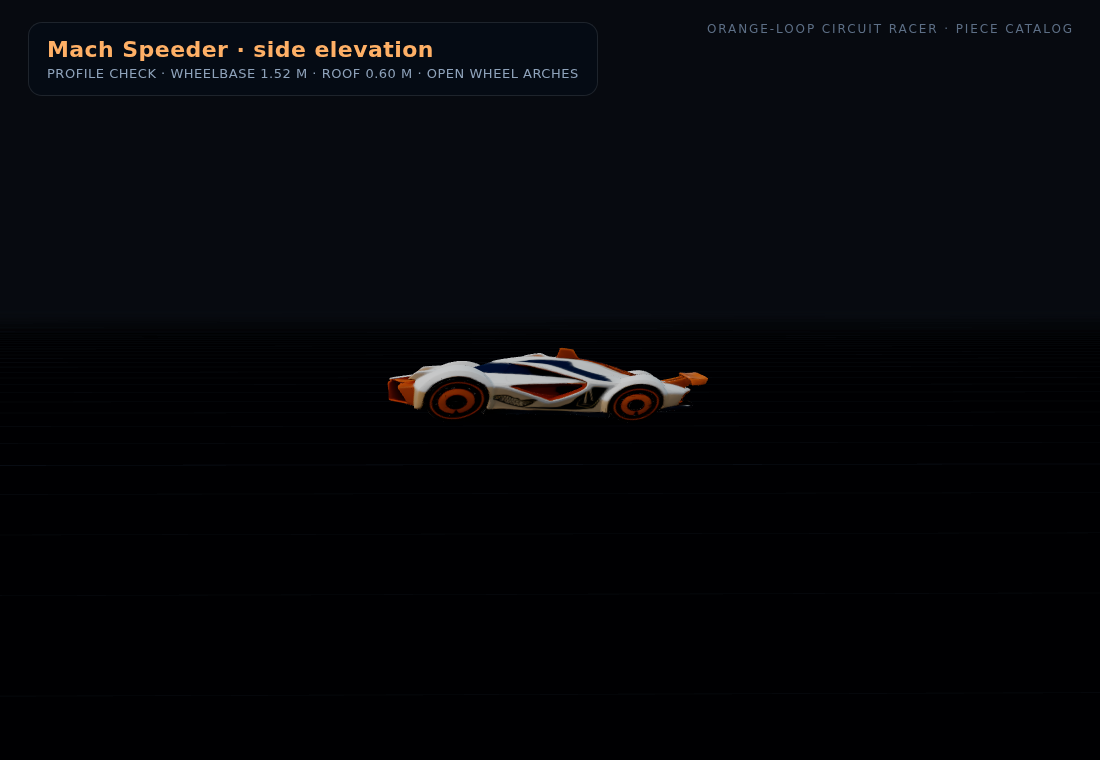 Mach Speeder · side elevation
PROFILE CHECK · WHEELBASE 1.52 M · ROOF 0.60 M · OPEN WHEEL ARCHES
ORANGE-LOOP CIRCUIT RACER · PIECE CATALOG